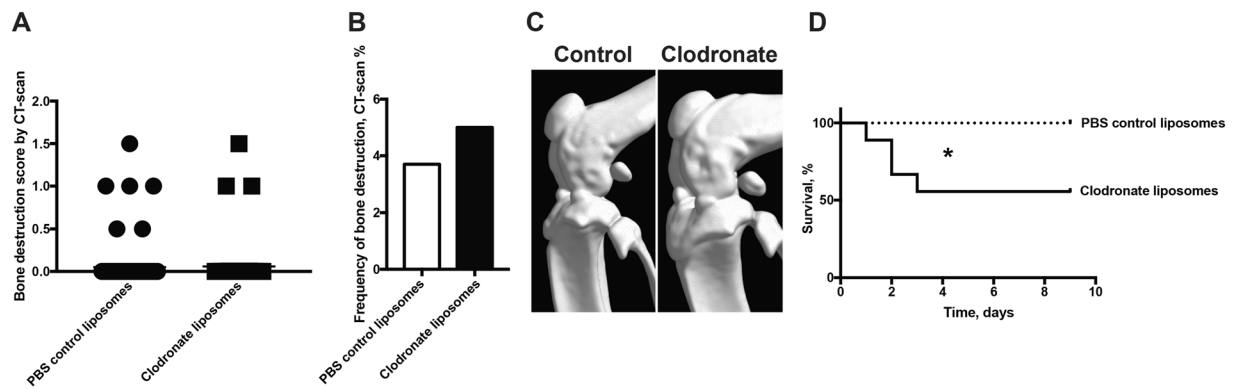 A
Bone destruction score by CT-scan
2.0
1.5
1.0
0.5
0.0
PBS control liposomes
Clodronate liposomes
B
Frequency of bone destruction, CT-scan %
6
4
2
0
PBS control liposomes
Clodronate liposomes
C
Control
Clodronate
D
Survival, %
100
50
0
*
PBS control liposomes
Clodronate liposomes
0
2
4
6
8
10
Time, days